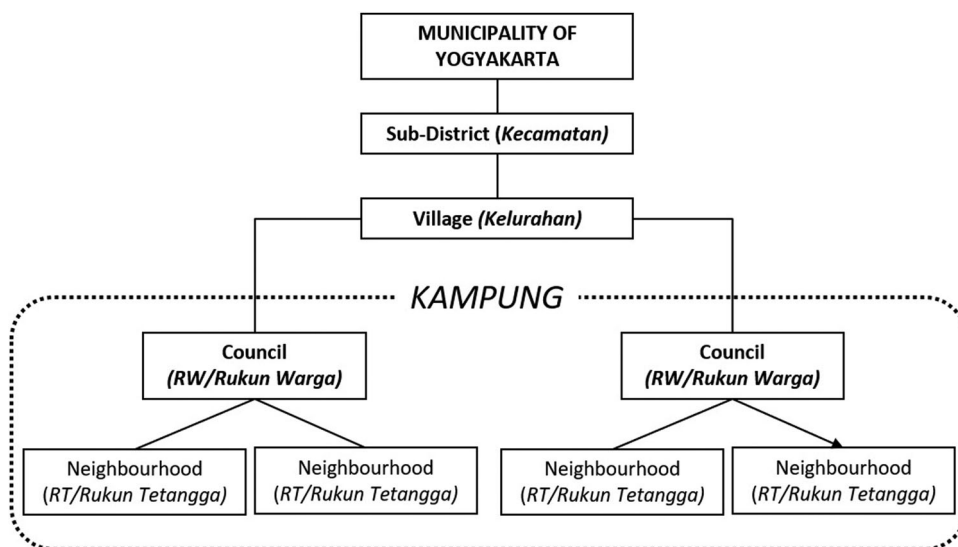 MUNICIPALITY OF
YOGYAKARTA
Sub-District (Kecamatan)
Village (Kelurahan)
KAMPUNG
Council
(RW/Rukun Warga)
Council
(RW/Rukun Warga)
Neighbourhood
(RT/Rukun Tetangga)
Neighbourhood
(RT/Rukun Tetangga)
Neighbourhood
(RT/Rukun Tetangga)
Neighbourhood
(RT/Rukun Tetangga)